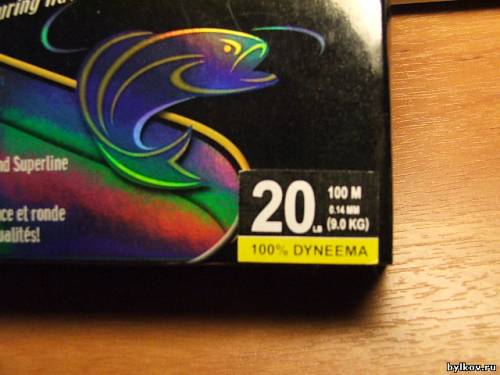 nd Superline
ce et ronde
ualités!
20 LB
100 M
0.14 MM
(9.0 KG)
100% DYNEEMA
bylkov.ru